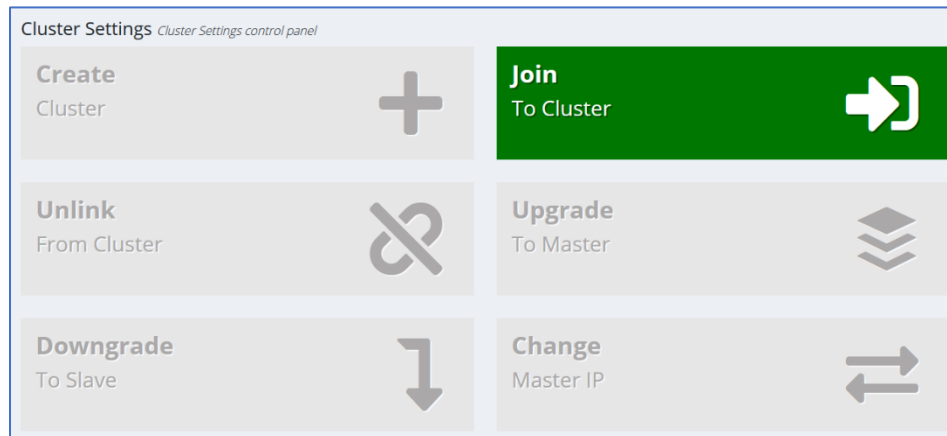 Cluster Settings Cluster Settings control panel
Create
Cluster
Join
To Cluster
Unlink
From Cluster
Upgrade
To Master
Downgrade
To Slave
Change
Master IP